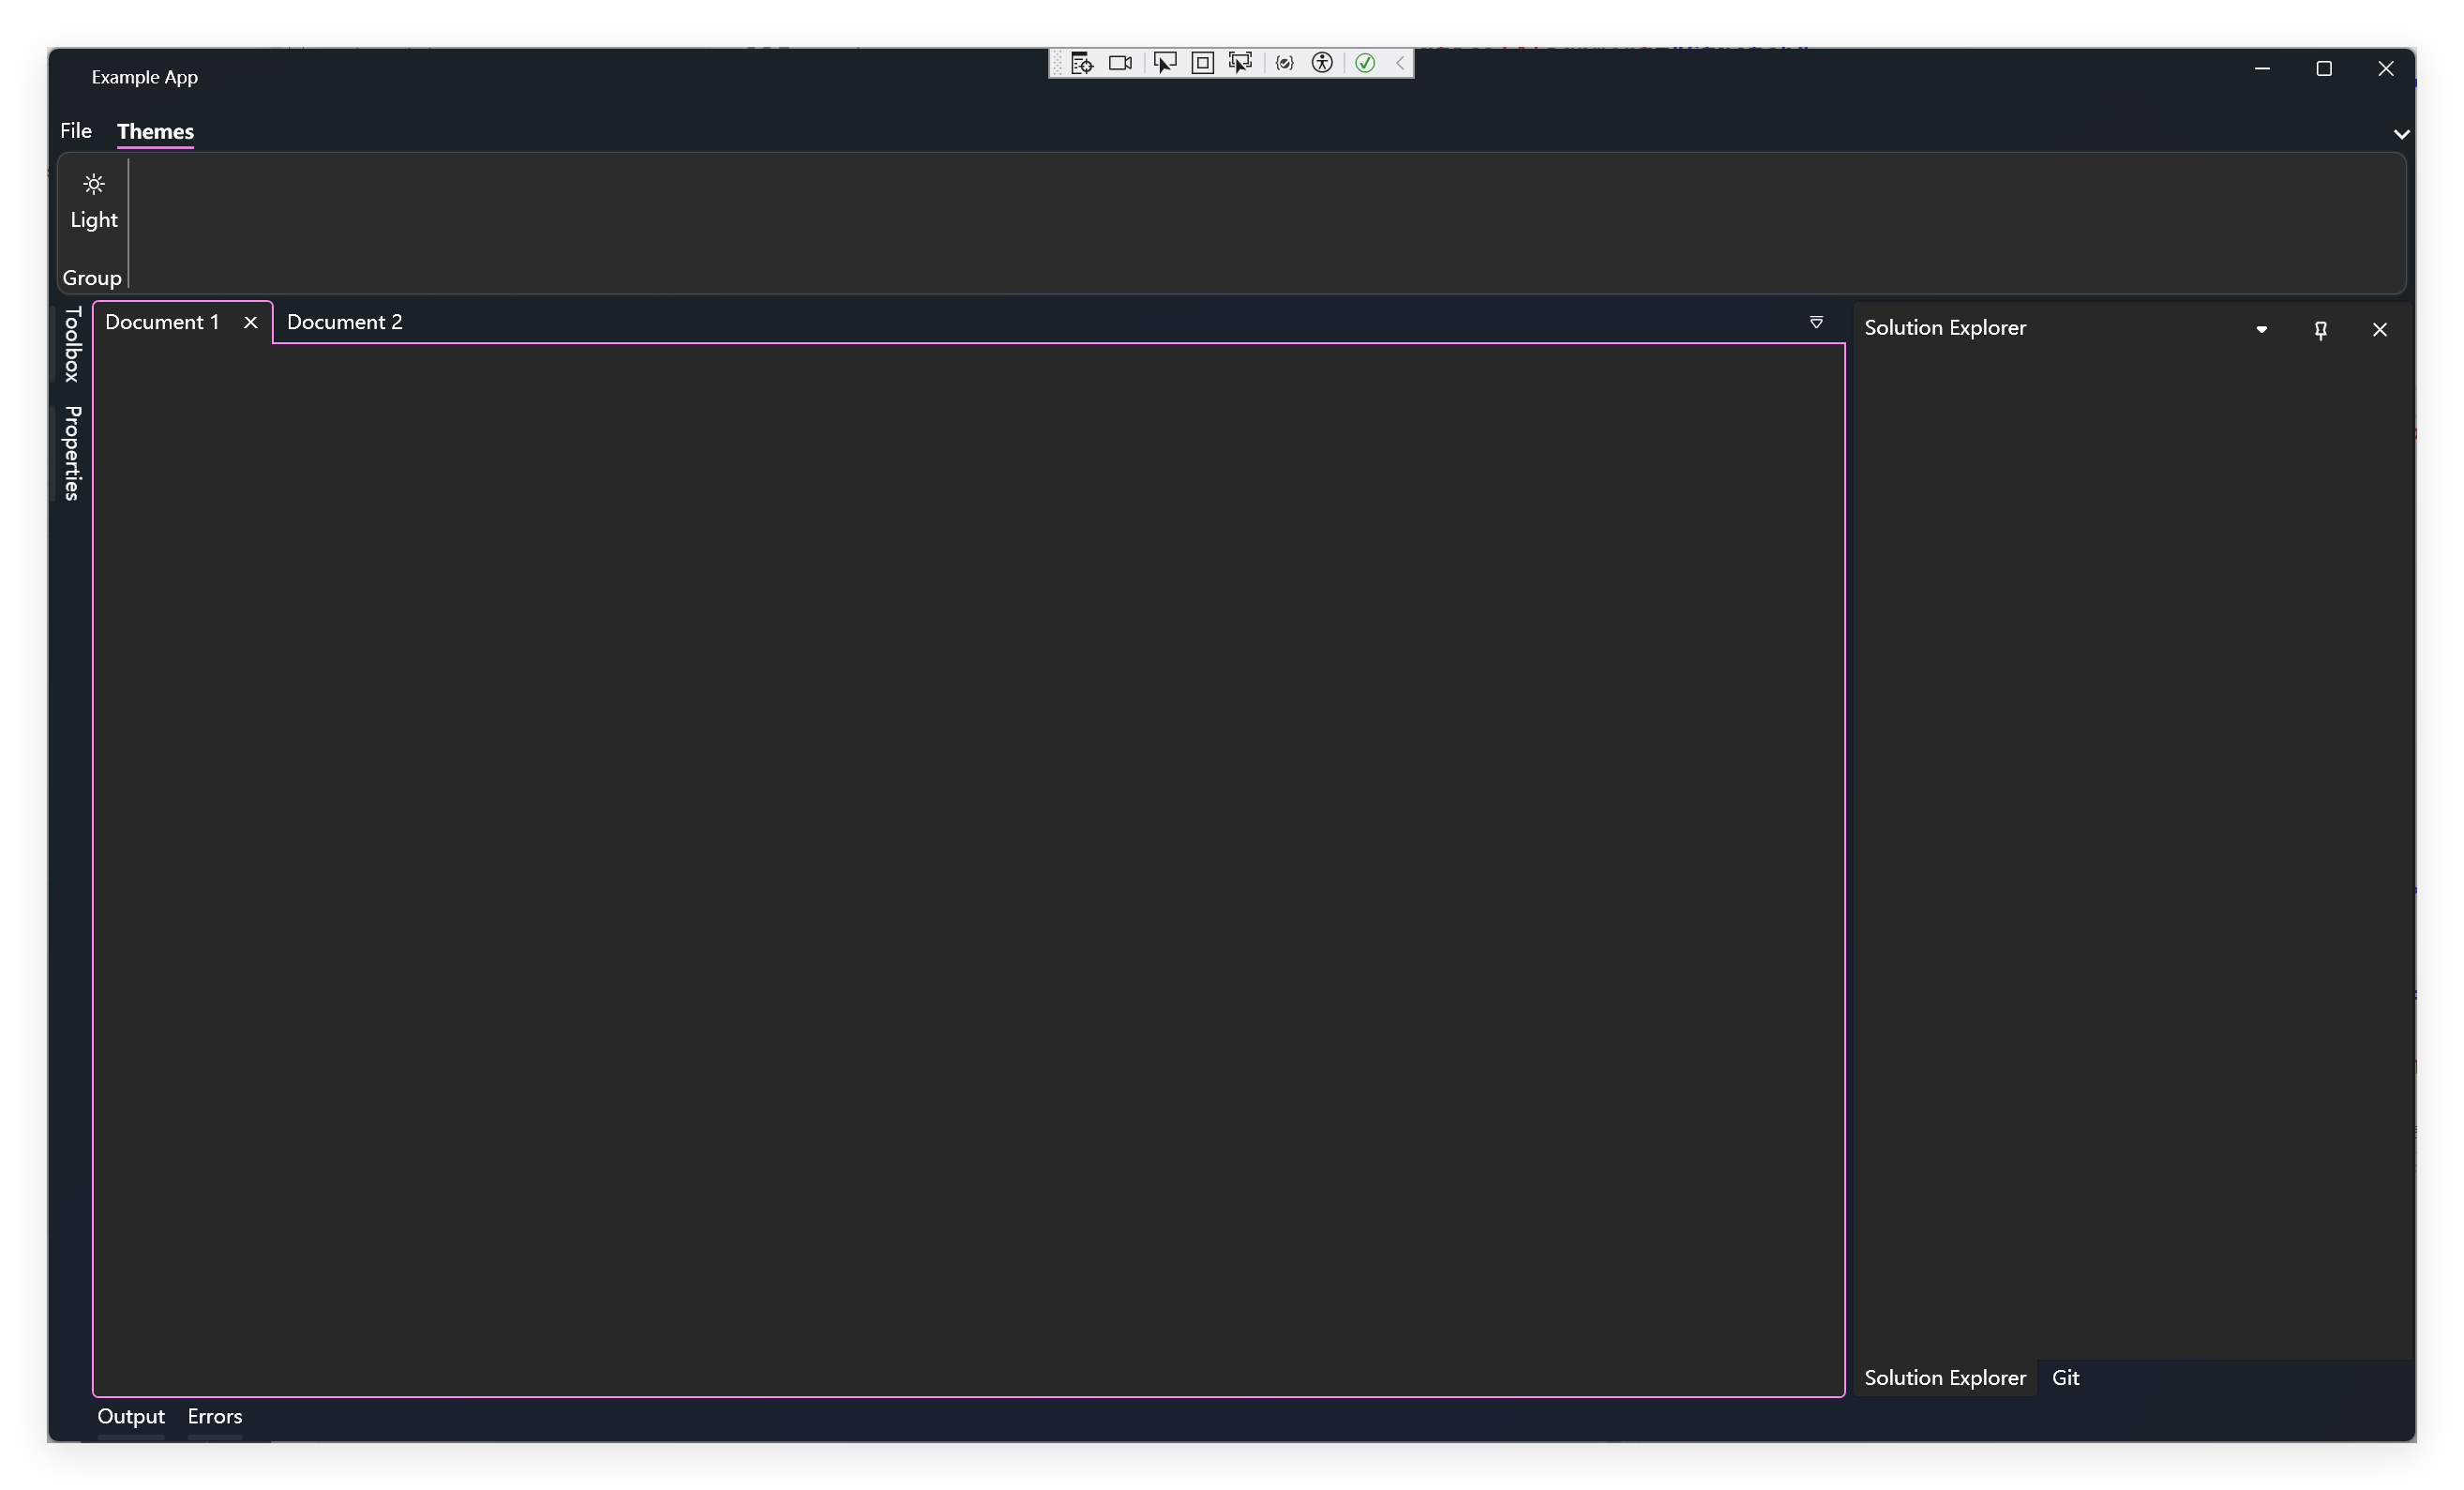 Example App
File Themes
Light
Group
Toolbox
Properties
Document 1 Document 2
Solution Explorer
Solution Explorer Git
Output Errors